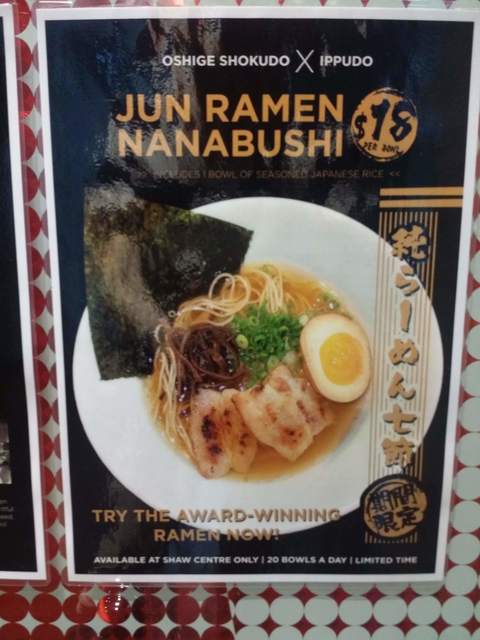 OSHIGE SHOKUDO X IPPUDO
JUN RAMEN
NANABUSHI
$18
PER BOWL
>> INCLUDES 1 BOWL OF SEASONED JAPANESE RICE <<
純らーめん七節
期間
限定
TRY THE AWARD-WINNING
RAMEN NOW!
AVAILABLE AT SHAW CENTRE ONLY | 20 BOWLS A DAY | LIMITED TIME